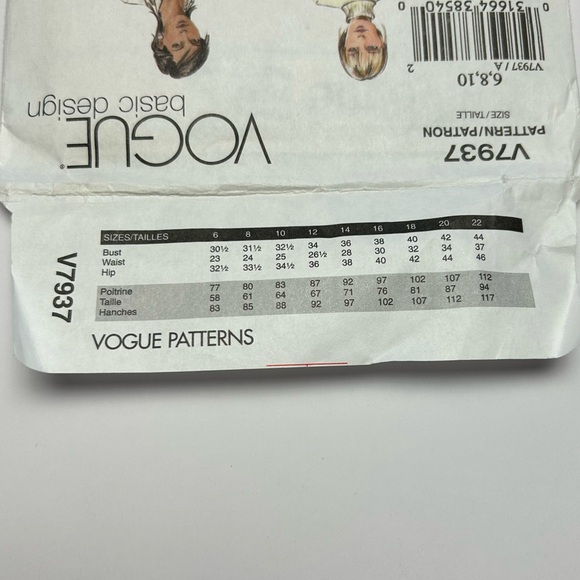 0 31664 38540 2
V7937 / A
6,8,10
SIZE/TAILLE
PATTERN/PATRON
V7937
VOGUE®
basic design
V7937
SIZES/TAILLES 6 8 10 12 14 16 18 20 22
Bust 30½ 31½ 32½ 34 36 38 40 42 44
Waist 23 24 25 26½ 28 30 32 34 37
Hip 32½ 33½ 34½ 36 38 40 42 44 46
Poitrine 77 80 83 87 92 97 102 107 112
Taille 58 61 64 67 71 76 81 87 94
Hanches 83 85 88 92 97 102 107 112 117
VOGUE PATTERNS